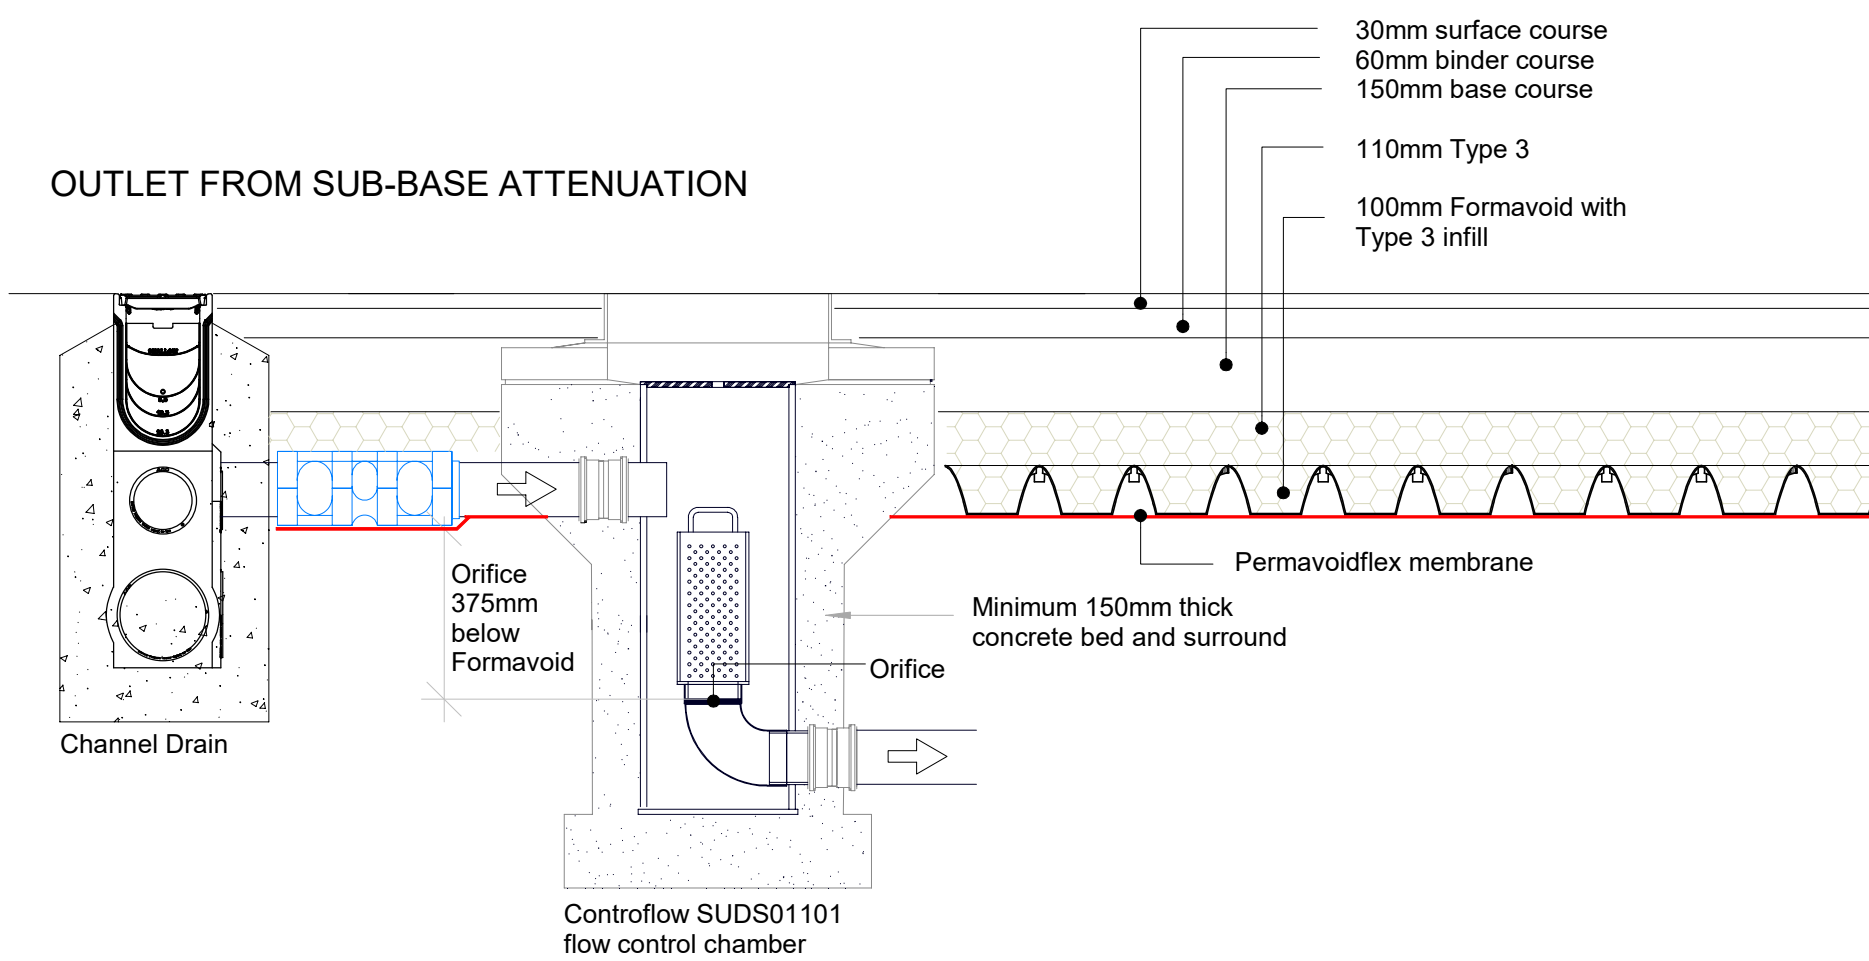 30mm surface course
60mm binder course
150mm base course
110mm Type 3
OUTLET FROM SUB-BASE ATTENUATION
100mm Formavoid with
Type 3 infill
Orifice
375mm
below
Formavoid
Permavoidflex membrane
Minimum 150mm thick
concrete bed and surround
Orifice
Channel Drain
Controflow SUDS01101
flow control chamber